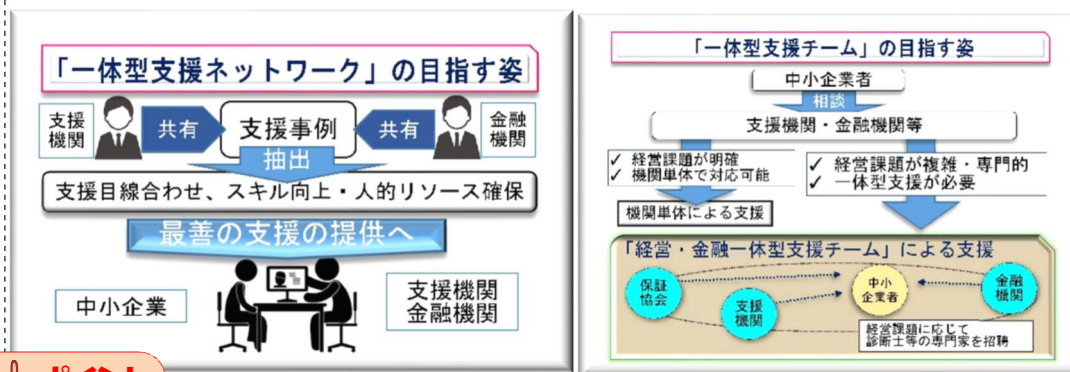 「一体型支援ネットワーク」の目指す姿
支援
機関
共有
支援事例
共有
金融
機関
抽出
支援目線合わせ、スキル向上・人的リソース確保
最善の支援の提供へ
中小企業
支援機関
金融機関
「一体型支援チーム」の目指す姿
中小企業者
相談
支援機関・金融機関等
✓ 経営課題が明確
✓ 機関単体で対応可能
✓ 経営課題が複雑・専門的
✓ 一体型支援が必要
機関単体による支援
「経営・金融一体型支援チーム」による支援
保証
協会
支援
機関
中小
企業者
金融
機関
経営課題に応じて
診断士等の専門家を招聘